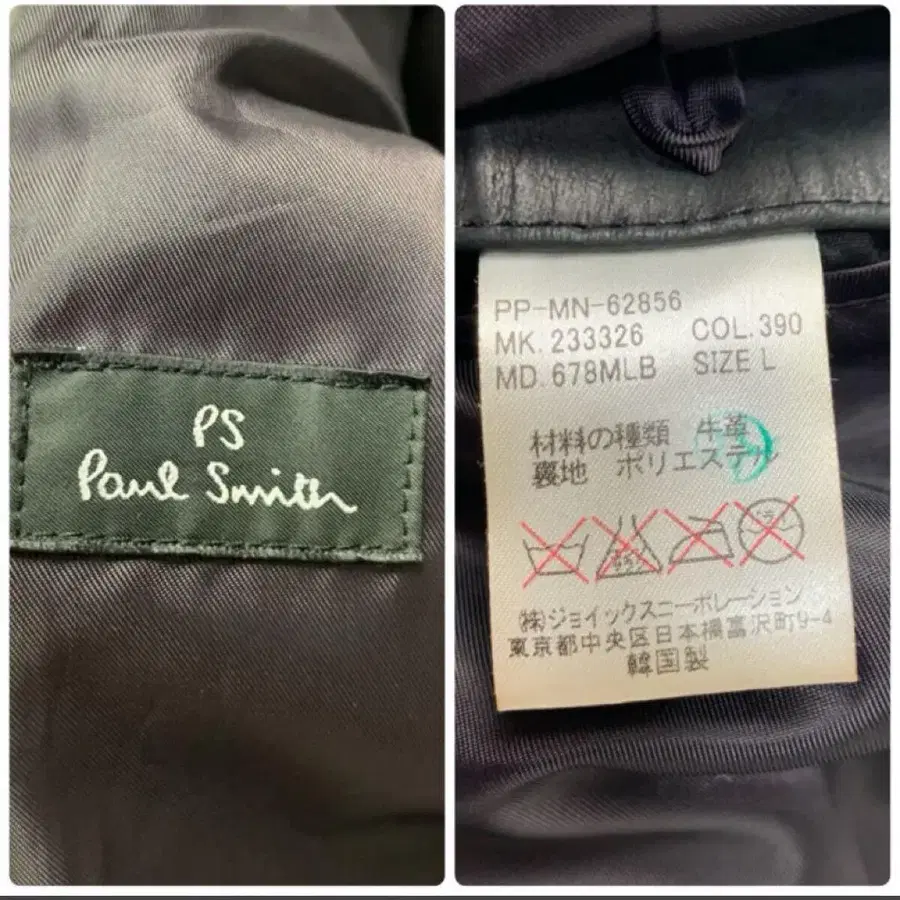 PS
Paul Smith
PP-MN-62856
MK. 233326 COL. 390
MD. 678MLB SIZE L
材料の種類 牛革
裏地 ポリエステル
㈱ジョイックスコーポレーション
東京都中央区日本橋富沢町9-4
韓国製